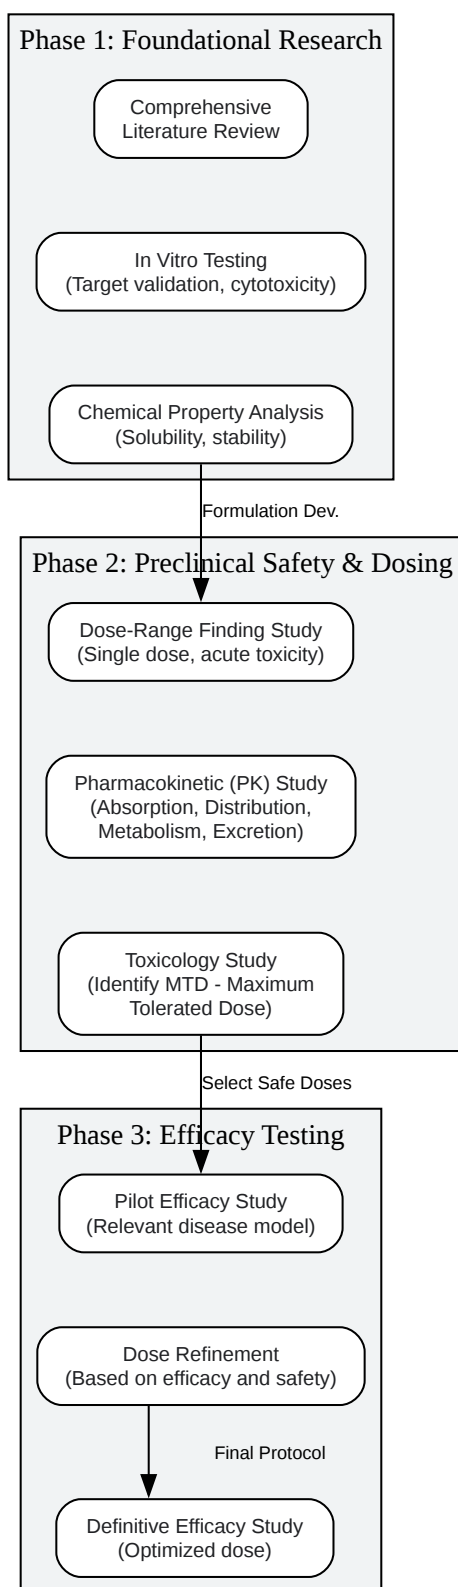 Phase 1: Foundational Research
Comprehensive
Literature Review
In Vitro Testing
(Target validation, cytotoxicity)
Chemical Property Analysis
(Solubility, stability)
Formulation Dev.
Phase 2: Preclinical Safety & Dosing
Dose-Range Finding Study
(Single dose, acute toxicity)
Pharmacokinetic (PK) Study
(Absorption, Distribution,
Metabolism, Excretion)
Toxicology Study
(Identify MTD - Maximum
Tolerated Dose)
Select Safe Doses
Phase 3: Efficacy Testing
Pilot Efficacy Study
(Relevant disease model)
Dose Refinement
(Based on efficacy and safety)
Final Protocol
Definitive Efficacy Study
(Optimized dose)